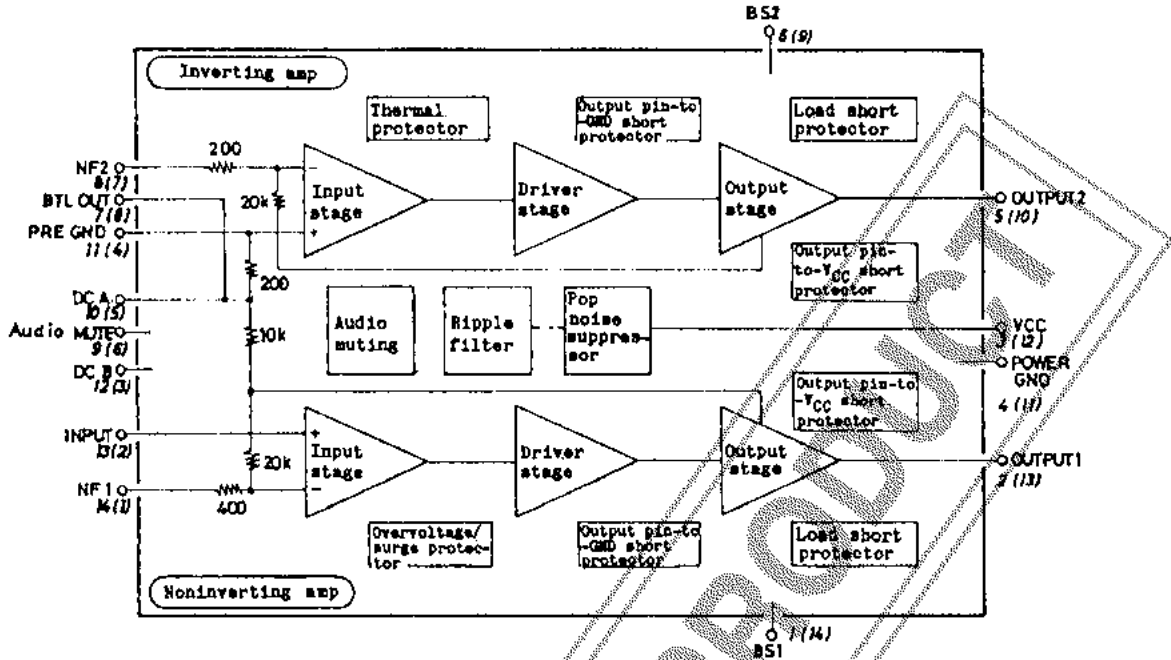 BS2
6 (9)
Inverting amp
Thermal
protector
Output pin-to
-GND short
protector
Load short
protector
NF2
8(7)
200
20k
Input
stage
Driver
stage
Output
stage
BTL OUT
7(8)
PRE GND
11 (4)
OUTPUT2
5 (10)
200
Output pin-
to-VCC short
protector
DC A
10 (5)
Audio MUTE
9 (6)
10k
Audio
muting
Ripple
filter
Pop
noise
suppres-
sor
VCC
3 (12)
POWER
GND
4 (11)
DC B
12 (3)
Output pin-to
-VCC short
protector
INPUT
13(2)
20k
Input
stage
Driver
stage
Output
stage
OUTPUT1
2 (13)
NF1
14(1)
400
Overvoltage/
surge protec-
tor
Output pin-to
-GND short
protector
Load short
protector
Noninverting amp
1 (14)
BS1
PRODUCT